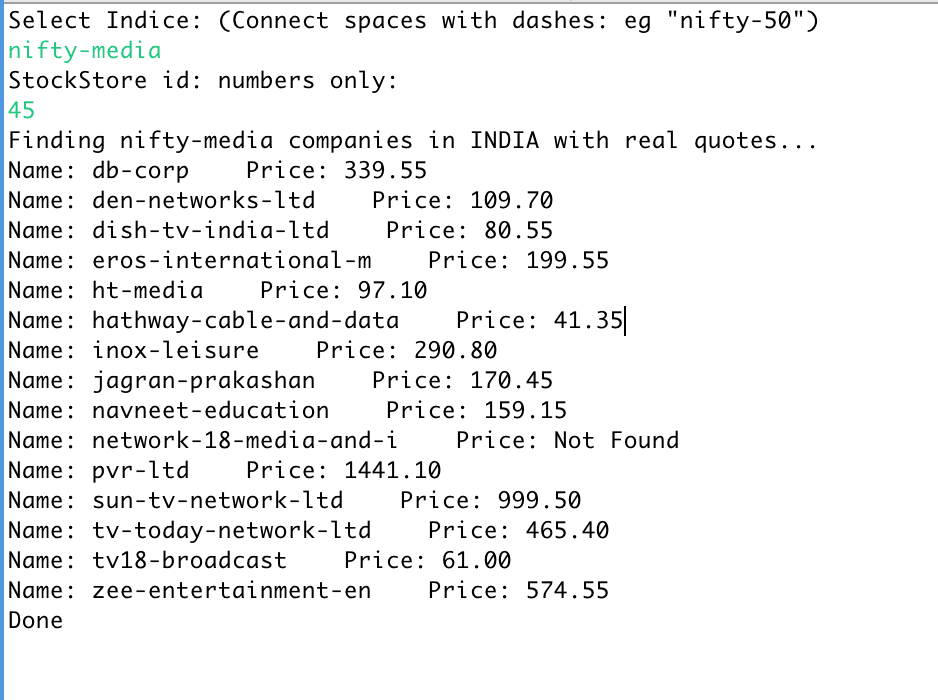 Select Indice: (Connect spaces with dashes: eg "nifty-50")
nifty-media
StockStore id: numbers only:
45
Finding nifty-media companies in INDIA with real quotes...
Name: db-corp    Price: 339.55
Name: den-networks-ltd    Price: 109.70
Name: dish-tv-india-ltd    Price: 80.55
Name: eros-international-m    Price: 199.55
Name: ht-media    Price: 97.10
Name: hathway-cable-and-data    Price: 41.35
Name: inox-leisure    Price: 290.80
Name: jagran-prakashan    Price: 170.45
Name: navneet-education    Price: 159.15
Name: network-18-media-and-i    Price: Not Found
Name: pvr-ltd    Price: 1441.10
Name: sun-tv-network-ltd    Price: 999.50
Name: tv-today-network-ltd    Price: 465.40
Name: tv18-broadcast    Price: 61.00
Name: zee-entertainment-en    Price: 574.55
Done